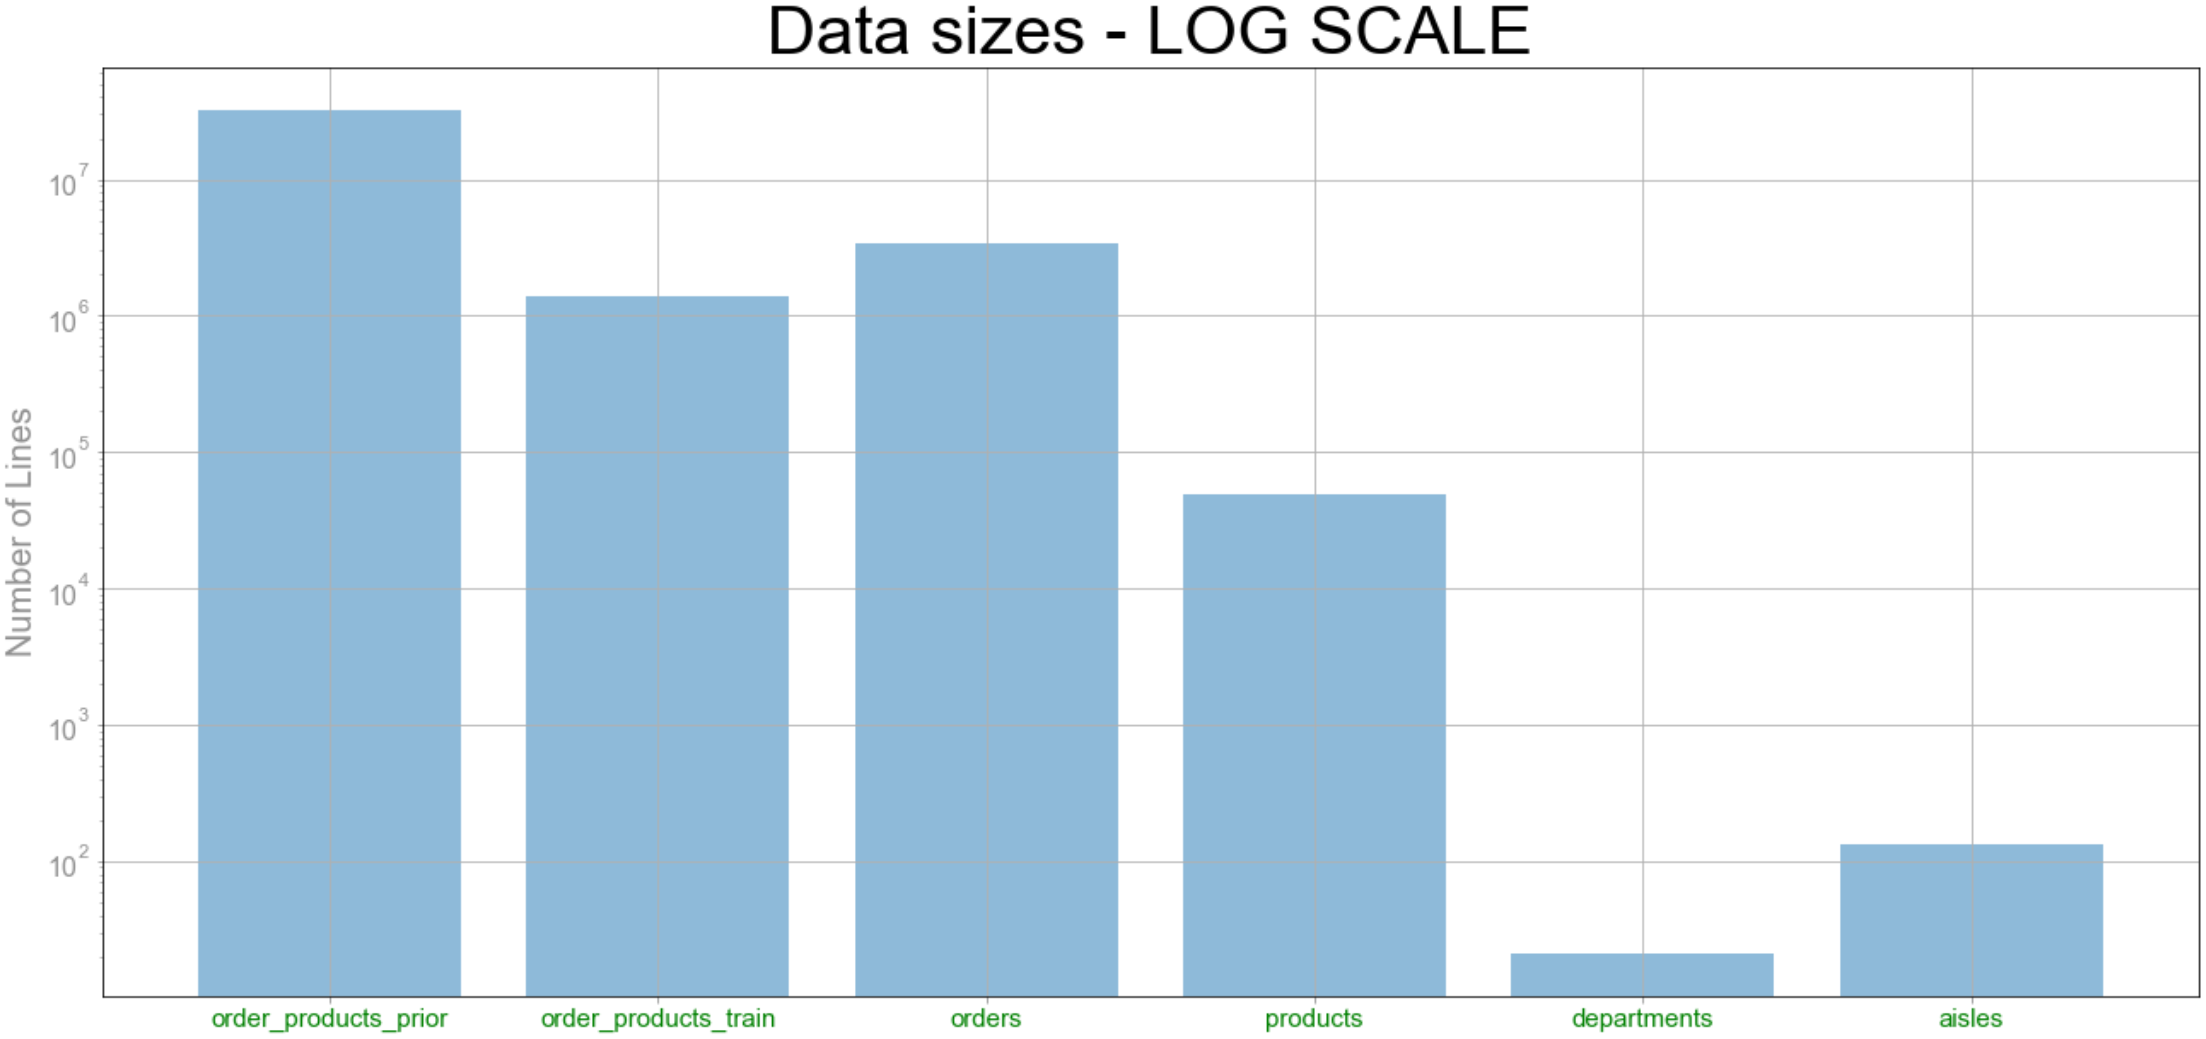 Data sizes - LOG SCALE
Number of Lines
10^7
10^6
10^5
10^4
10^3
10^2
order_products_prior
order_products_train
orders
products
departments
aisles